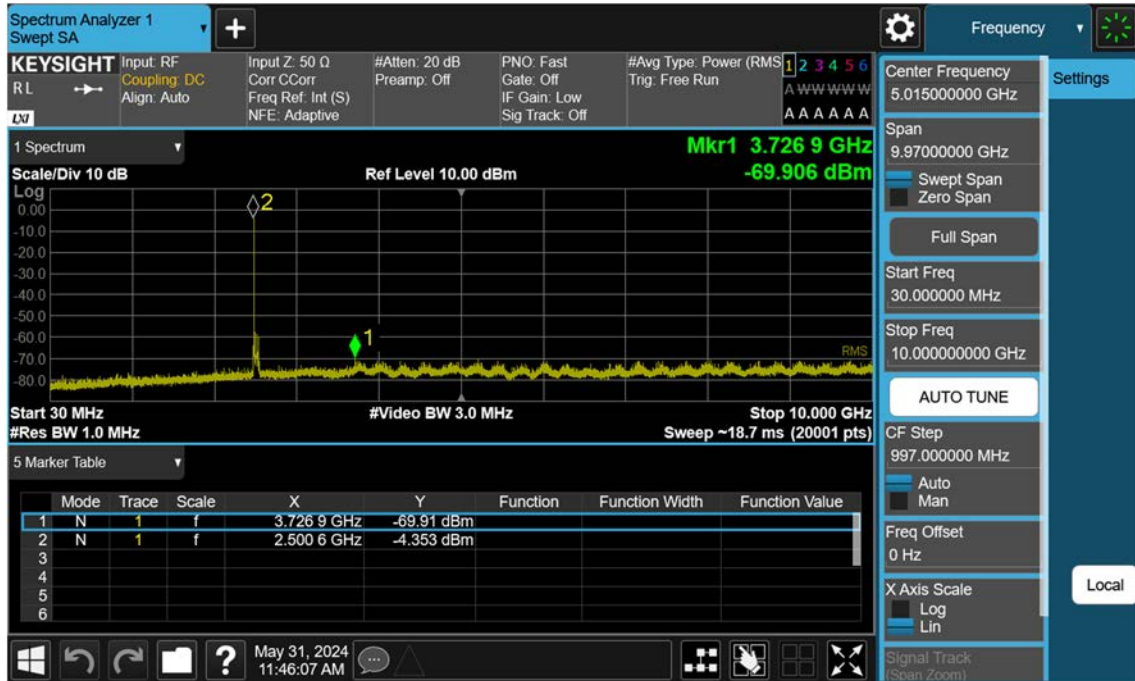 Spectrum Analyzer 1
Swept SA
+
Frequency
KEYSIGHT
R L
LXI
Input: RF
Coupling: DC
Align: Auto
Input Z: 50 Ω
Corr CCorr
Freq Ref: Int (S)
NFE: Adaptive
#Atten: 20 dB
Preamp: Off
PNO: Fast
Gate: Off
IF Gain: Low
Sig Track: Off
#Avg Type: Power (RMS
Trig: Free Run
1 2 3 4 5 6
A W W W W W
A A A A A A
1 Spectrum
Mkr1 3.726 9 GHz
-69.906 dBm
Scale/Div 10 dB
Ref Level 10.00 dBm
Log
0.00
-10.0
-20.0
-30.0
-40.0
-50.0
-60.0
-70.0
-80.0
2
1
RMS
Start 30 MHz
#Video BW 3.0 MHz
Stop 10.000 GHz
#Res BW 1.0 MHz
Sweep ~18.7 ms (20001 pts)
5 Marker Table
Mode Trace Scale X Y Function Function Width Function Value
1 N 1 f 3.726 9 GHz -69.91 dBm
2 N 1 f 2.500 6 GHz -4.353 dBm
3
4
5
6
?
May 31, 2024
11:46:07 AM
Center Frequency
5.015000000 GHz
Settings
Span
9.97000000 GHz
Swept Span
Zero Span
Full Span
Start Freq
30.000000 MHz
Stop Freq
10.000000000 GHz
AUTO TUNE
CF Step
997.000000 MHz
Auto
Man
Freq Offset
0 Hz
X Axis Scale
Log
Lin
Local
Signal Track
(Span Zoom)